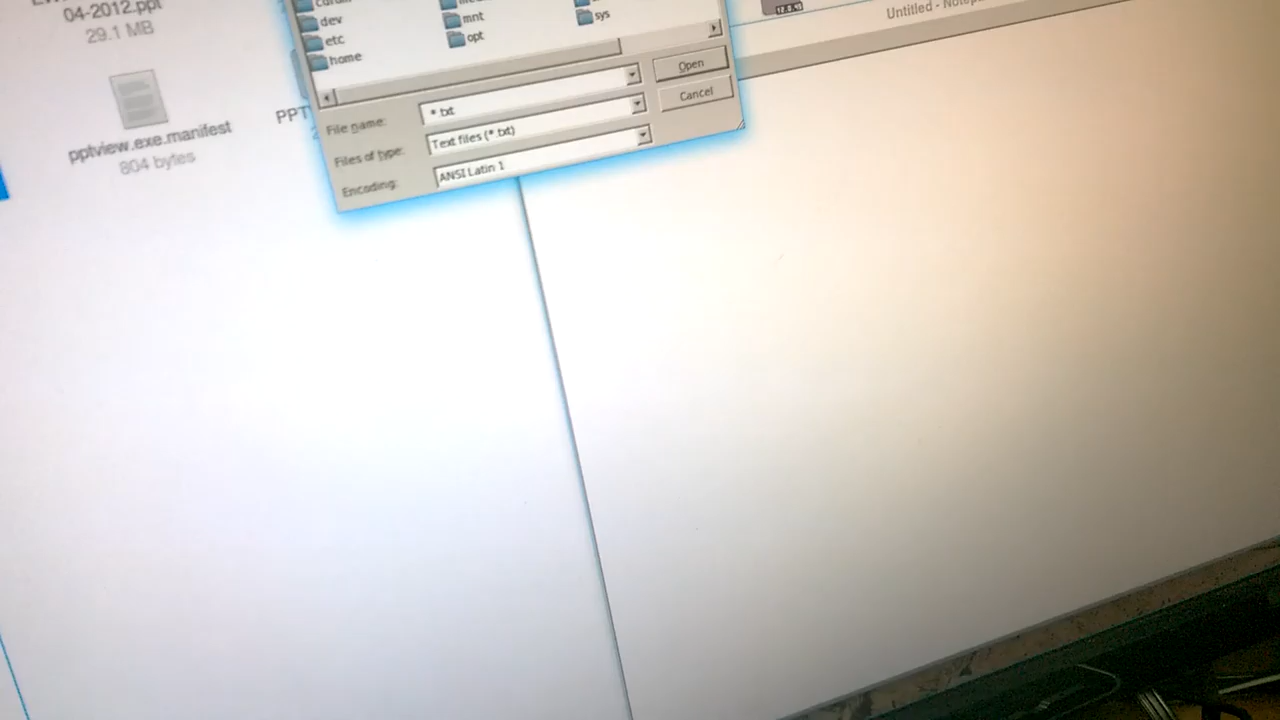 04-2012.ppt
29.1 MB
pptview.exe.manifest
804 bytes
PPT
dev
etc
home
mnt
opt
sys
File name:
*.txt
Open
Files of type:
Text files (*.txt)
Cancel
Encoding:
ANSI Latin 1
Untitled - Notep